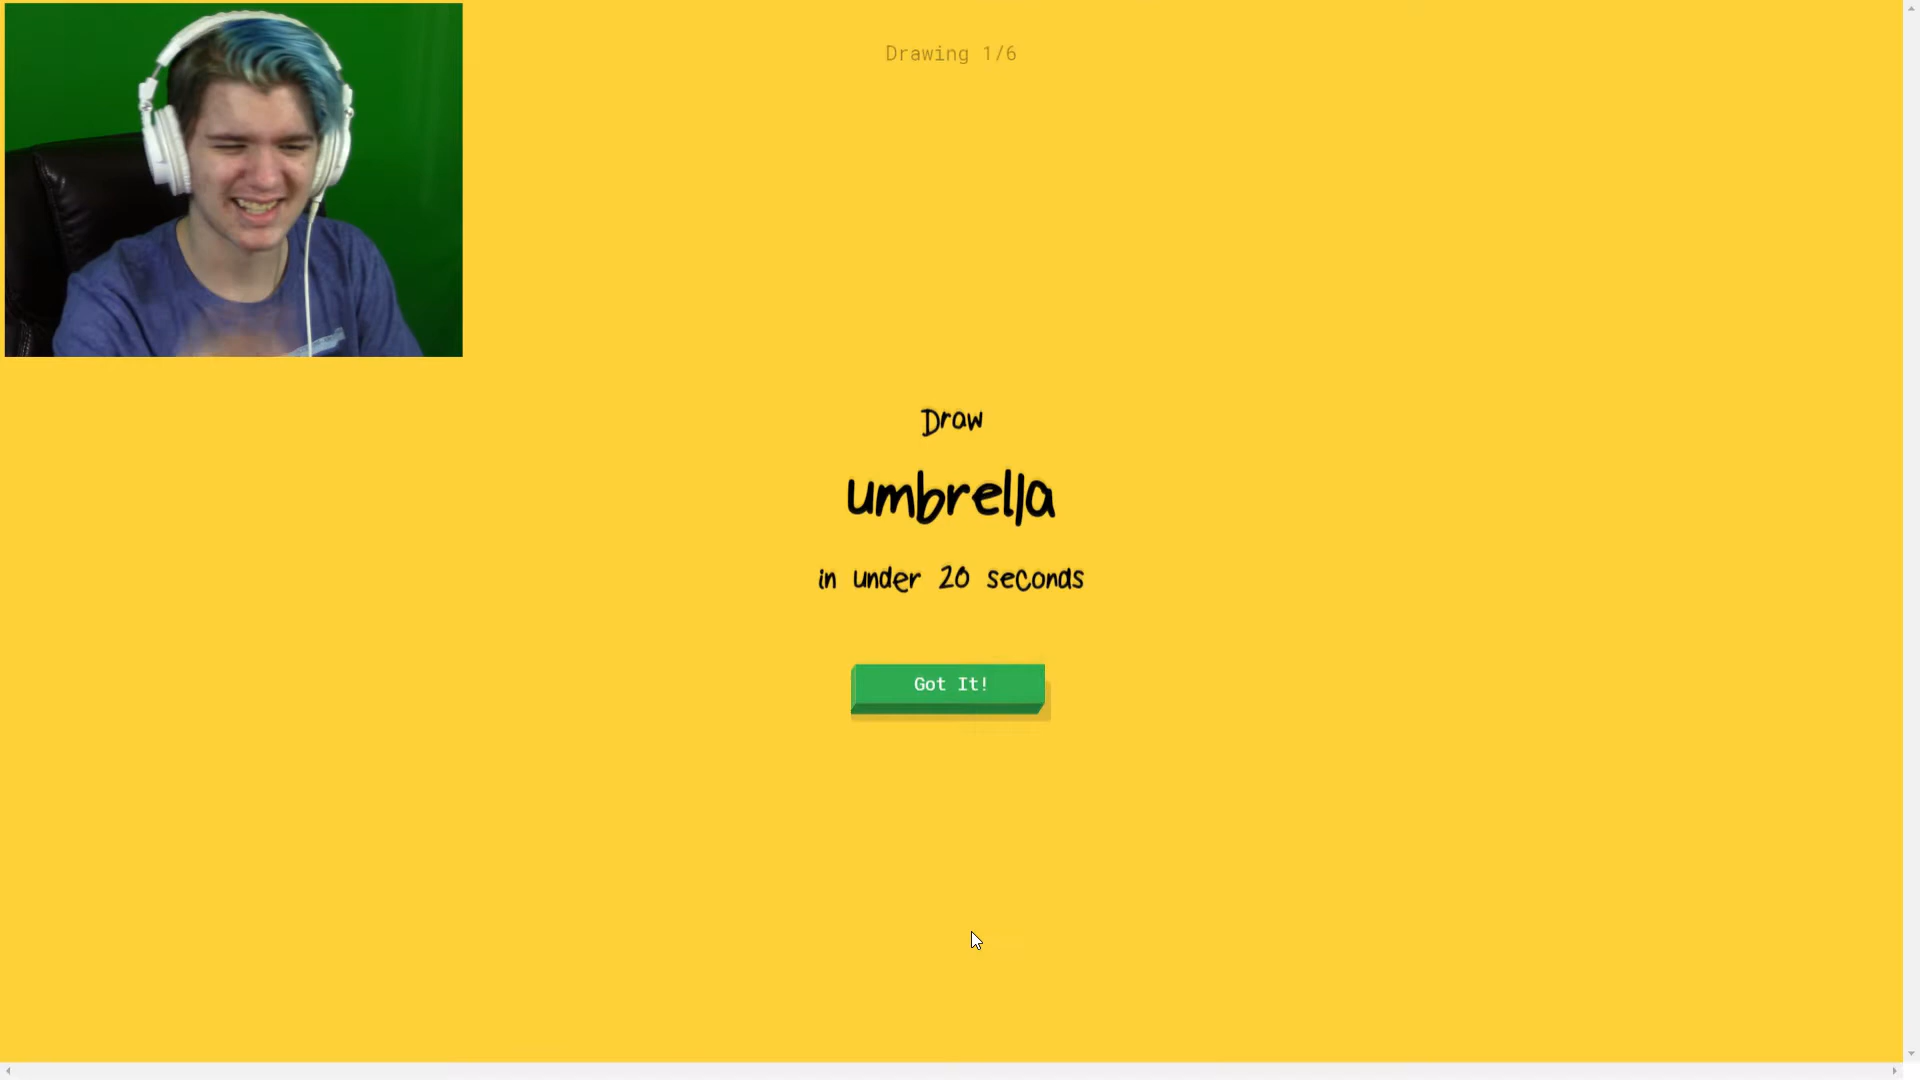 Drawing 1/6
Draw
umbrella
in under 20 seconds
Got It!